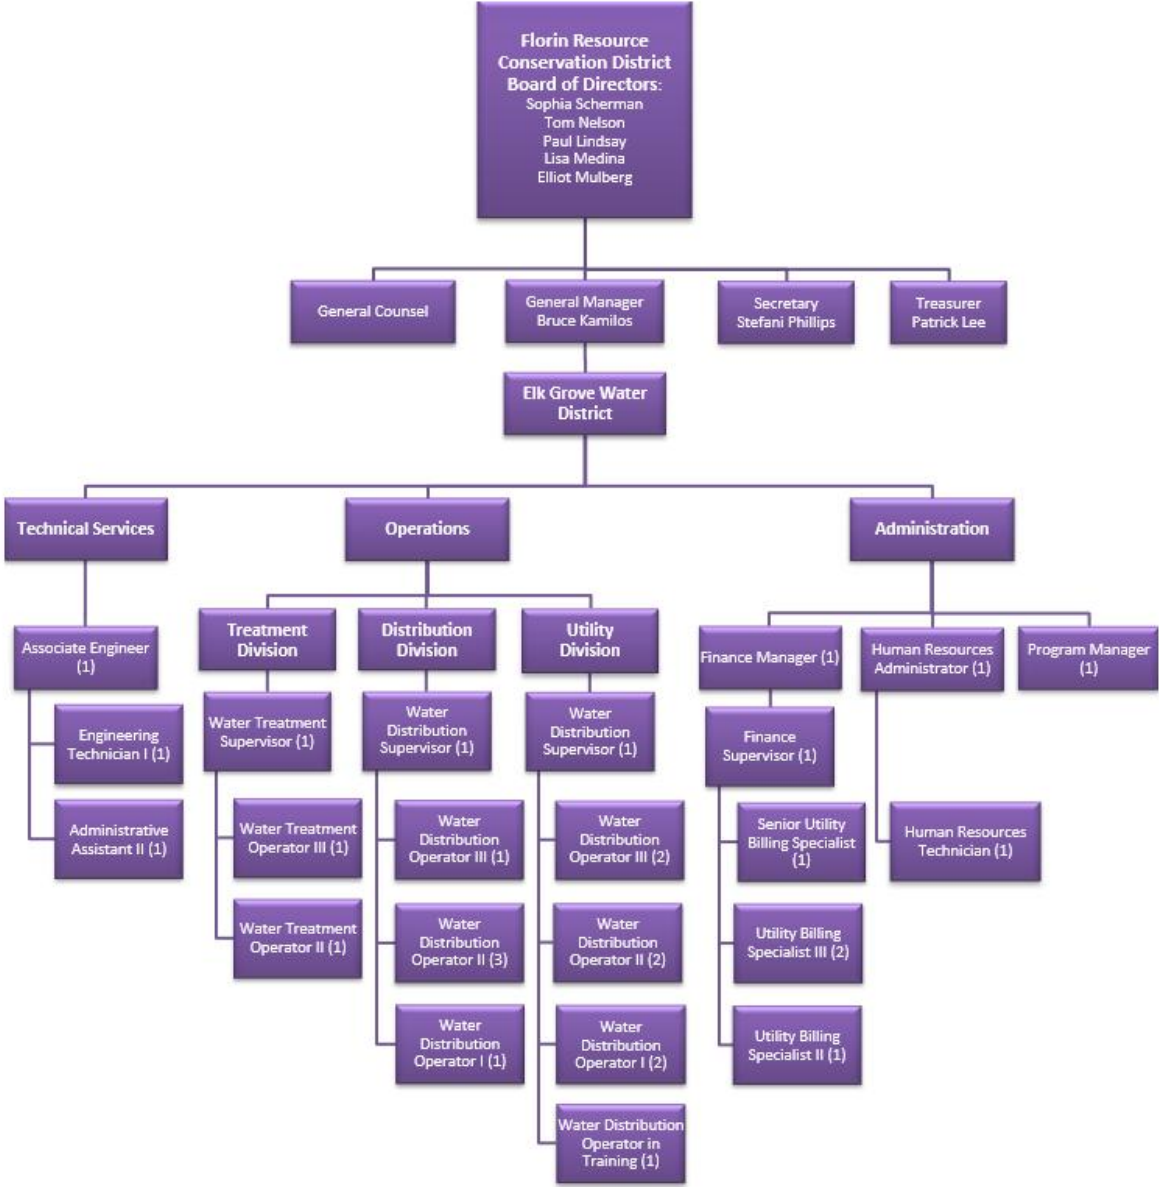 Florin Resource
Conservation District
Board of Directors:
Sophia Scherman
Tom Nelson
Paul Lindsay
Lisa Medina
Elliot Mulberg
General Counsel
General Manager
Bruce Kamilos
Secretary
Stefani Phillips
Treasurer
Patrick Lee
Elk Grove Water
District
Technical Services
Operations
Administration
Associate Engineer
(1)
Engineering
Technician I (1)
Administrative
Assistant II (1)
Treatment
Division
Water Treatment
Supervisor (1)
Water Treatment
Operator III (1)
Water Treatment
Operator II (1)
Distribution
Division
Water
Distribution
Supervisor (1)
Water
Distribution
Operator III (1)
Water
Distribution
Operator II (3)
Water
Distribution
Operator I (1)
Utility
Division
Water
Distribution
Supervisor (1)
Water
Distribution
Operator III (2)
Water
Distribution
Operator II (2)
Water
Distribution
Operator I (2)
Water Distribution
Operator in
Training (1)
Finance Manager (1)
Finance
Supervisor (1)
Senior Utility
Billing Specialist
(1)
Utility Billing
Specialist III (2)
Utility Billing
Specialist II (1)
Human Resources
Administrator (1)
Human Resources
Technician (1)
Program Manager
(1)